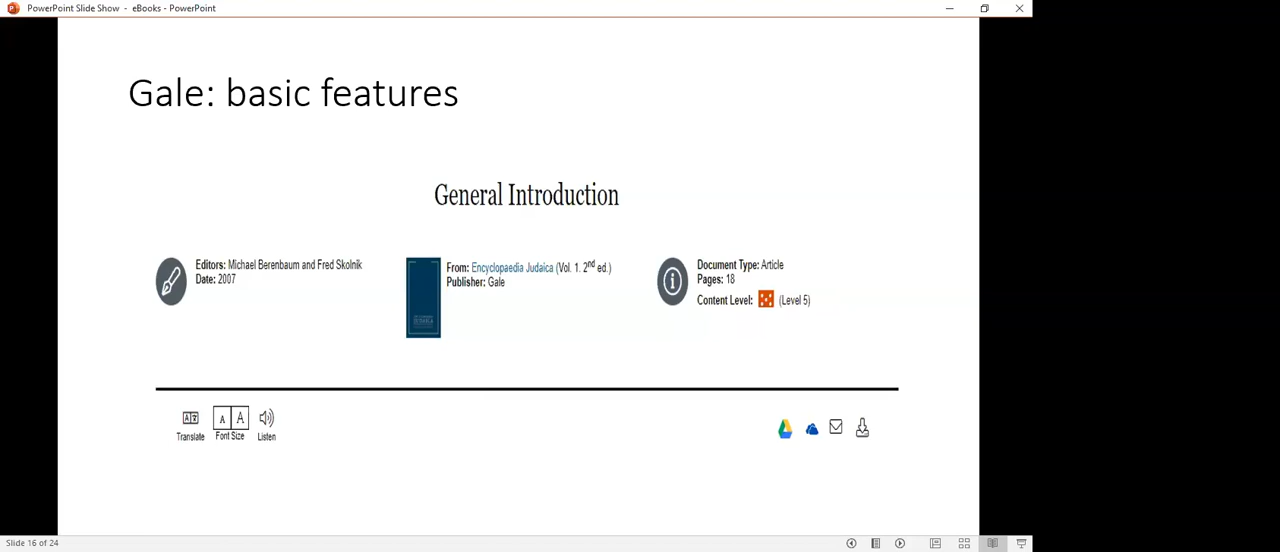 PowerPoint Slide Show - eBooks - PowerPoint
Gale: basic features
General Introduction
Editors: Michael Berenbaum and Fred Skolnik
Date: 2007
From: Encyclopaedia Judaica (Vol. 1. 2nd ed.)
Publisher: Gale
Document Type: Article
Pages: 18
Content Level: (Level 5)
Translate
Font Size
Listen
Slide 16 of 24